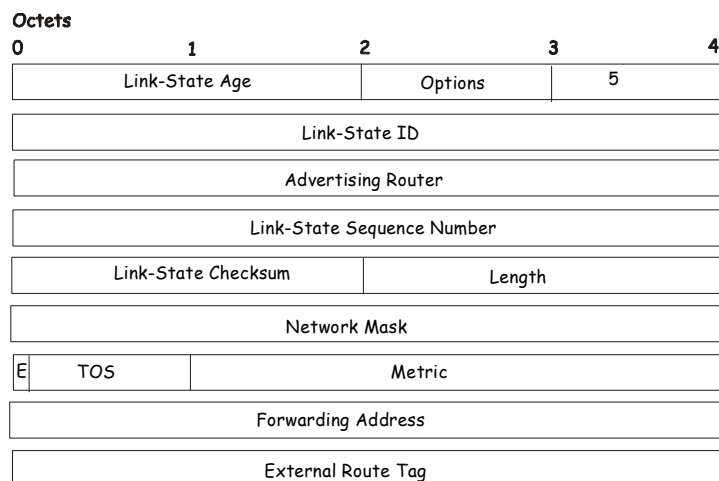 Octets
0 1 2 3 4
Link-State Age Options 5
Link-State ID
Advertising Router
Link-State Sequence Number
Link-State Checksum Length
Network Mask
E TOS Metric
Forwarding Address
External Route Tag